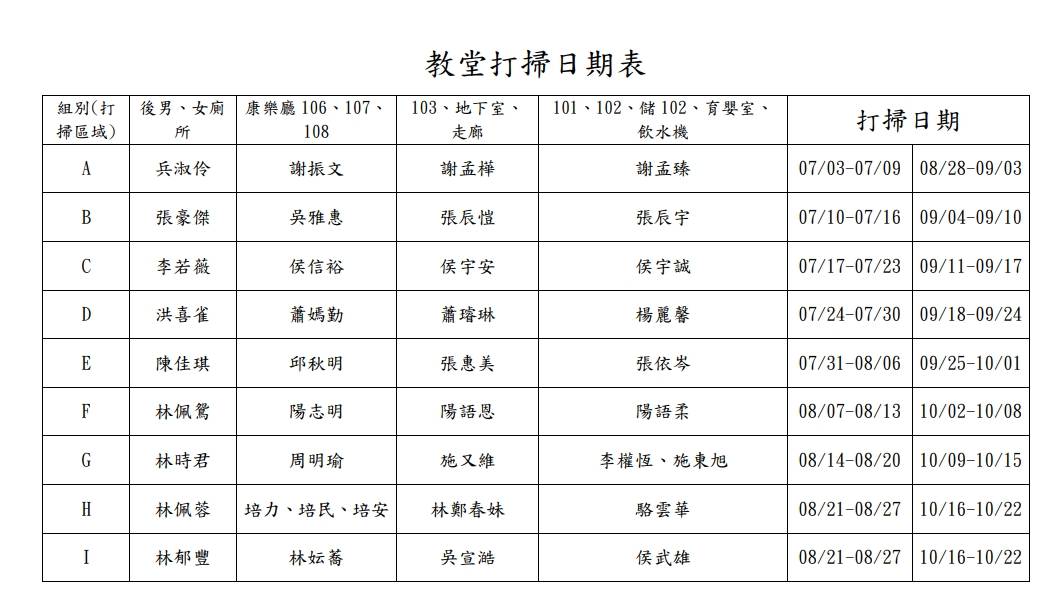 教堂打掃日期表
組別(打掃區域) 後男、女廁所 康樂廳 106、107、108 103、地下室、走廊 101、102、儲 102、育嬰室、飲水機 打掃日期
A 兵淑伶 謝振文 謝孟樺 謝孟臻 07/03-07/09 08/28-09/03
B 張豪傑 吳雅惠 張辰愷 張辰宇 07/10-07/16 09/04-09/10
C 李若薇 侯信裕 侯宇安 侯宇誠 07/17-07/23 09/11-09/17
D 洪喜雀 蕭嫣勤 蕭璿琳 楊麗馨 07/24-07/30 09/18-09/24
E 陳佳琪 邱秋明 張惠美 張依岑 07/31-08/06 09/25-10/01
F 林佩鴛 陽志明 陽語恩 陽語柔 08/07-08/13 10/02-10/08
G 林時君 周明瑜 施又維 李權恆、施東旭 08/14-08/20 10/09-10/15
H 林佩蓉 培力、培民、培安 林鄭春妹 駱雲華 08/21-08/27 10/16-10/22
I 林郁豐 林妘蕎 吳宣澔 侯武雄 08/21-08/27 10/16-10/22